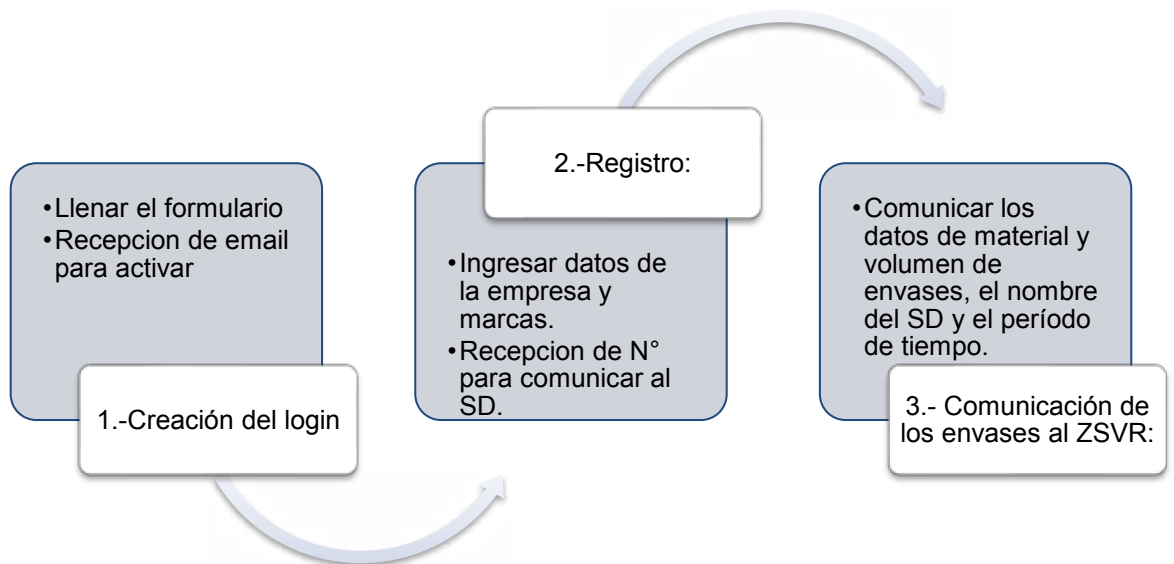 •Llenar el formulario
•Recepcion de email
para activar
1.-Creación del login
2.-Registro:
•Ingresar datos de
la empresa y
marcas.
•Recepcion de N°
para comunicar al
SD.
•Comunicar los
datos de material y
volumen de
envases, el nombre
del SD y el período
de tiempo.
3.- Comunicación de
los envases al ZSVR: